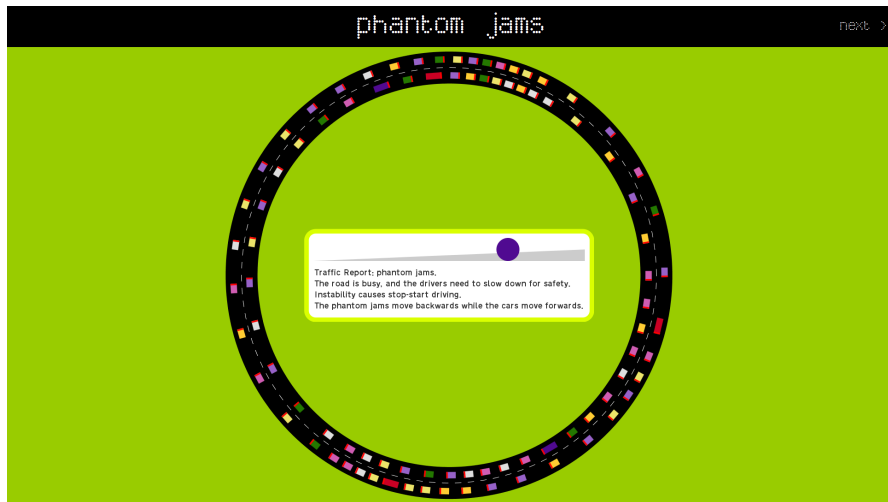 phantom jams
next >
Traffic Report: phantom jams.
The road is busy, and the drivers need to slow down for safety.
Instability causes stop-start driving.
The phantom jams move backwards while the cars move forwards.